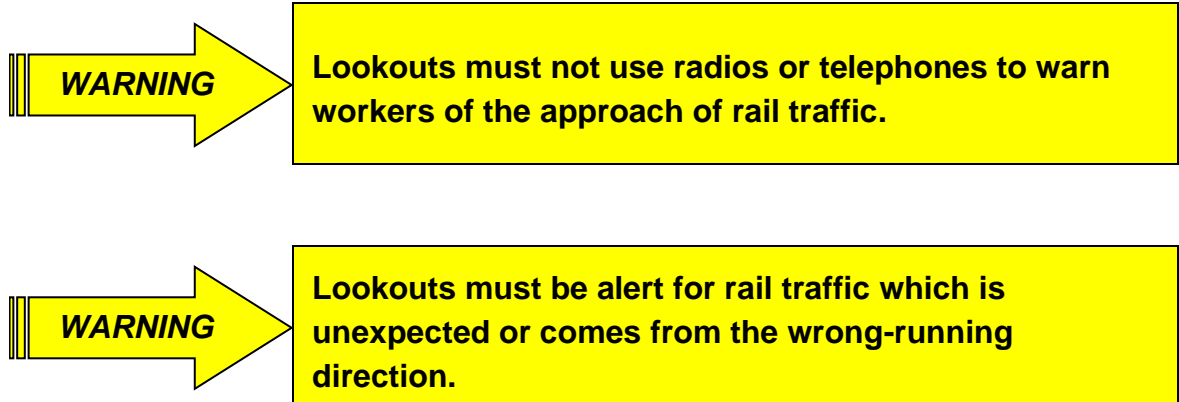 WARNING
Lookouts must not use radios or telephones to warn
workers of the approach of rail traffic.
WARNING
Lookouts must be alert for rail traffic which is
unexpected or comes from the wrong-running
direction.